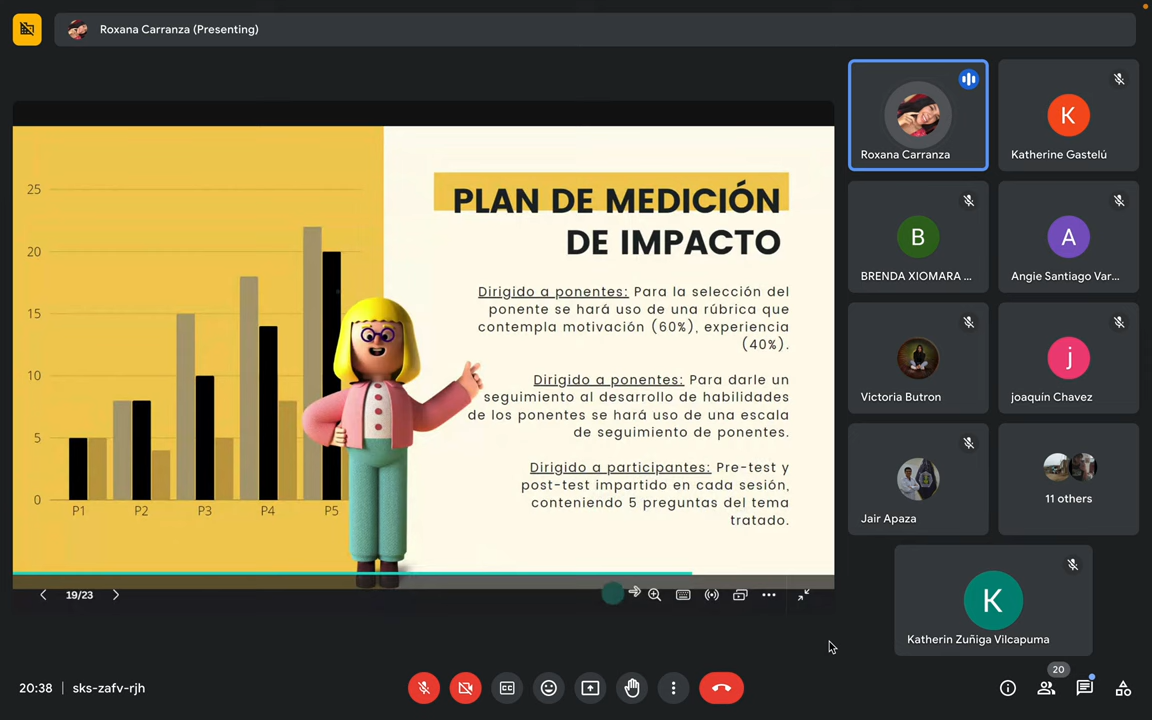 Roxana Carranza (Presenting)
25
20
15
10
5
0
P1
P2
P3
P4
P5
PLAN DE MEDICIÓN
DE IMPACTO
Dirigido a ponentes: Para la selección del
ponente se hará uso de una rúbrica que
contempla motivación (60%), experiencia
(40%).
Dirigido a ponentes: Para darle un
seguimiento al desarrollo de habilidades
de los ponentes se hará uso de una escala
de seguimiento de ponentes.
Dirigido a participantes: Pre-test y
post-test impartido en cada sesión,
conteniendo 5 preguntas del tema
tratado.
19/23
Roxana Carranza
K
Katherine Gastelú
B
BRENDA XIOMARA ...
A
Angie Santiago Var...
Victoria Butron
j
joaquin Chavez
Jair Apaza
11 others
K
Katherin Zuñiga Vilcapuma
20:38 | sks-zafv-rjh
20